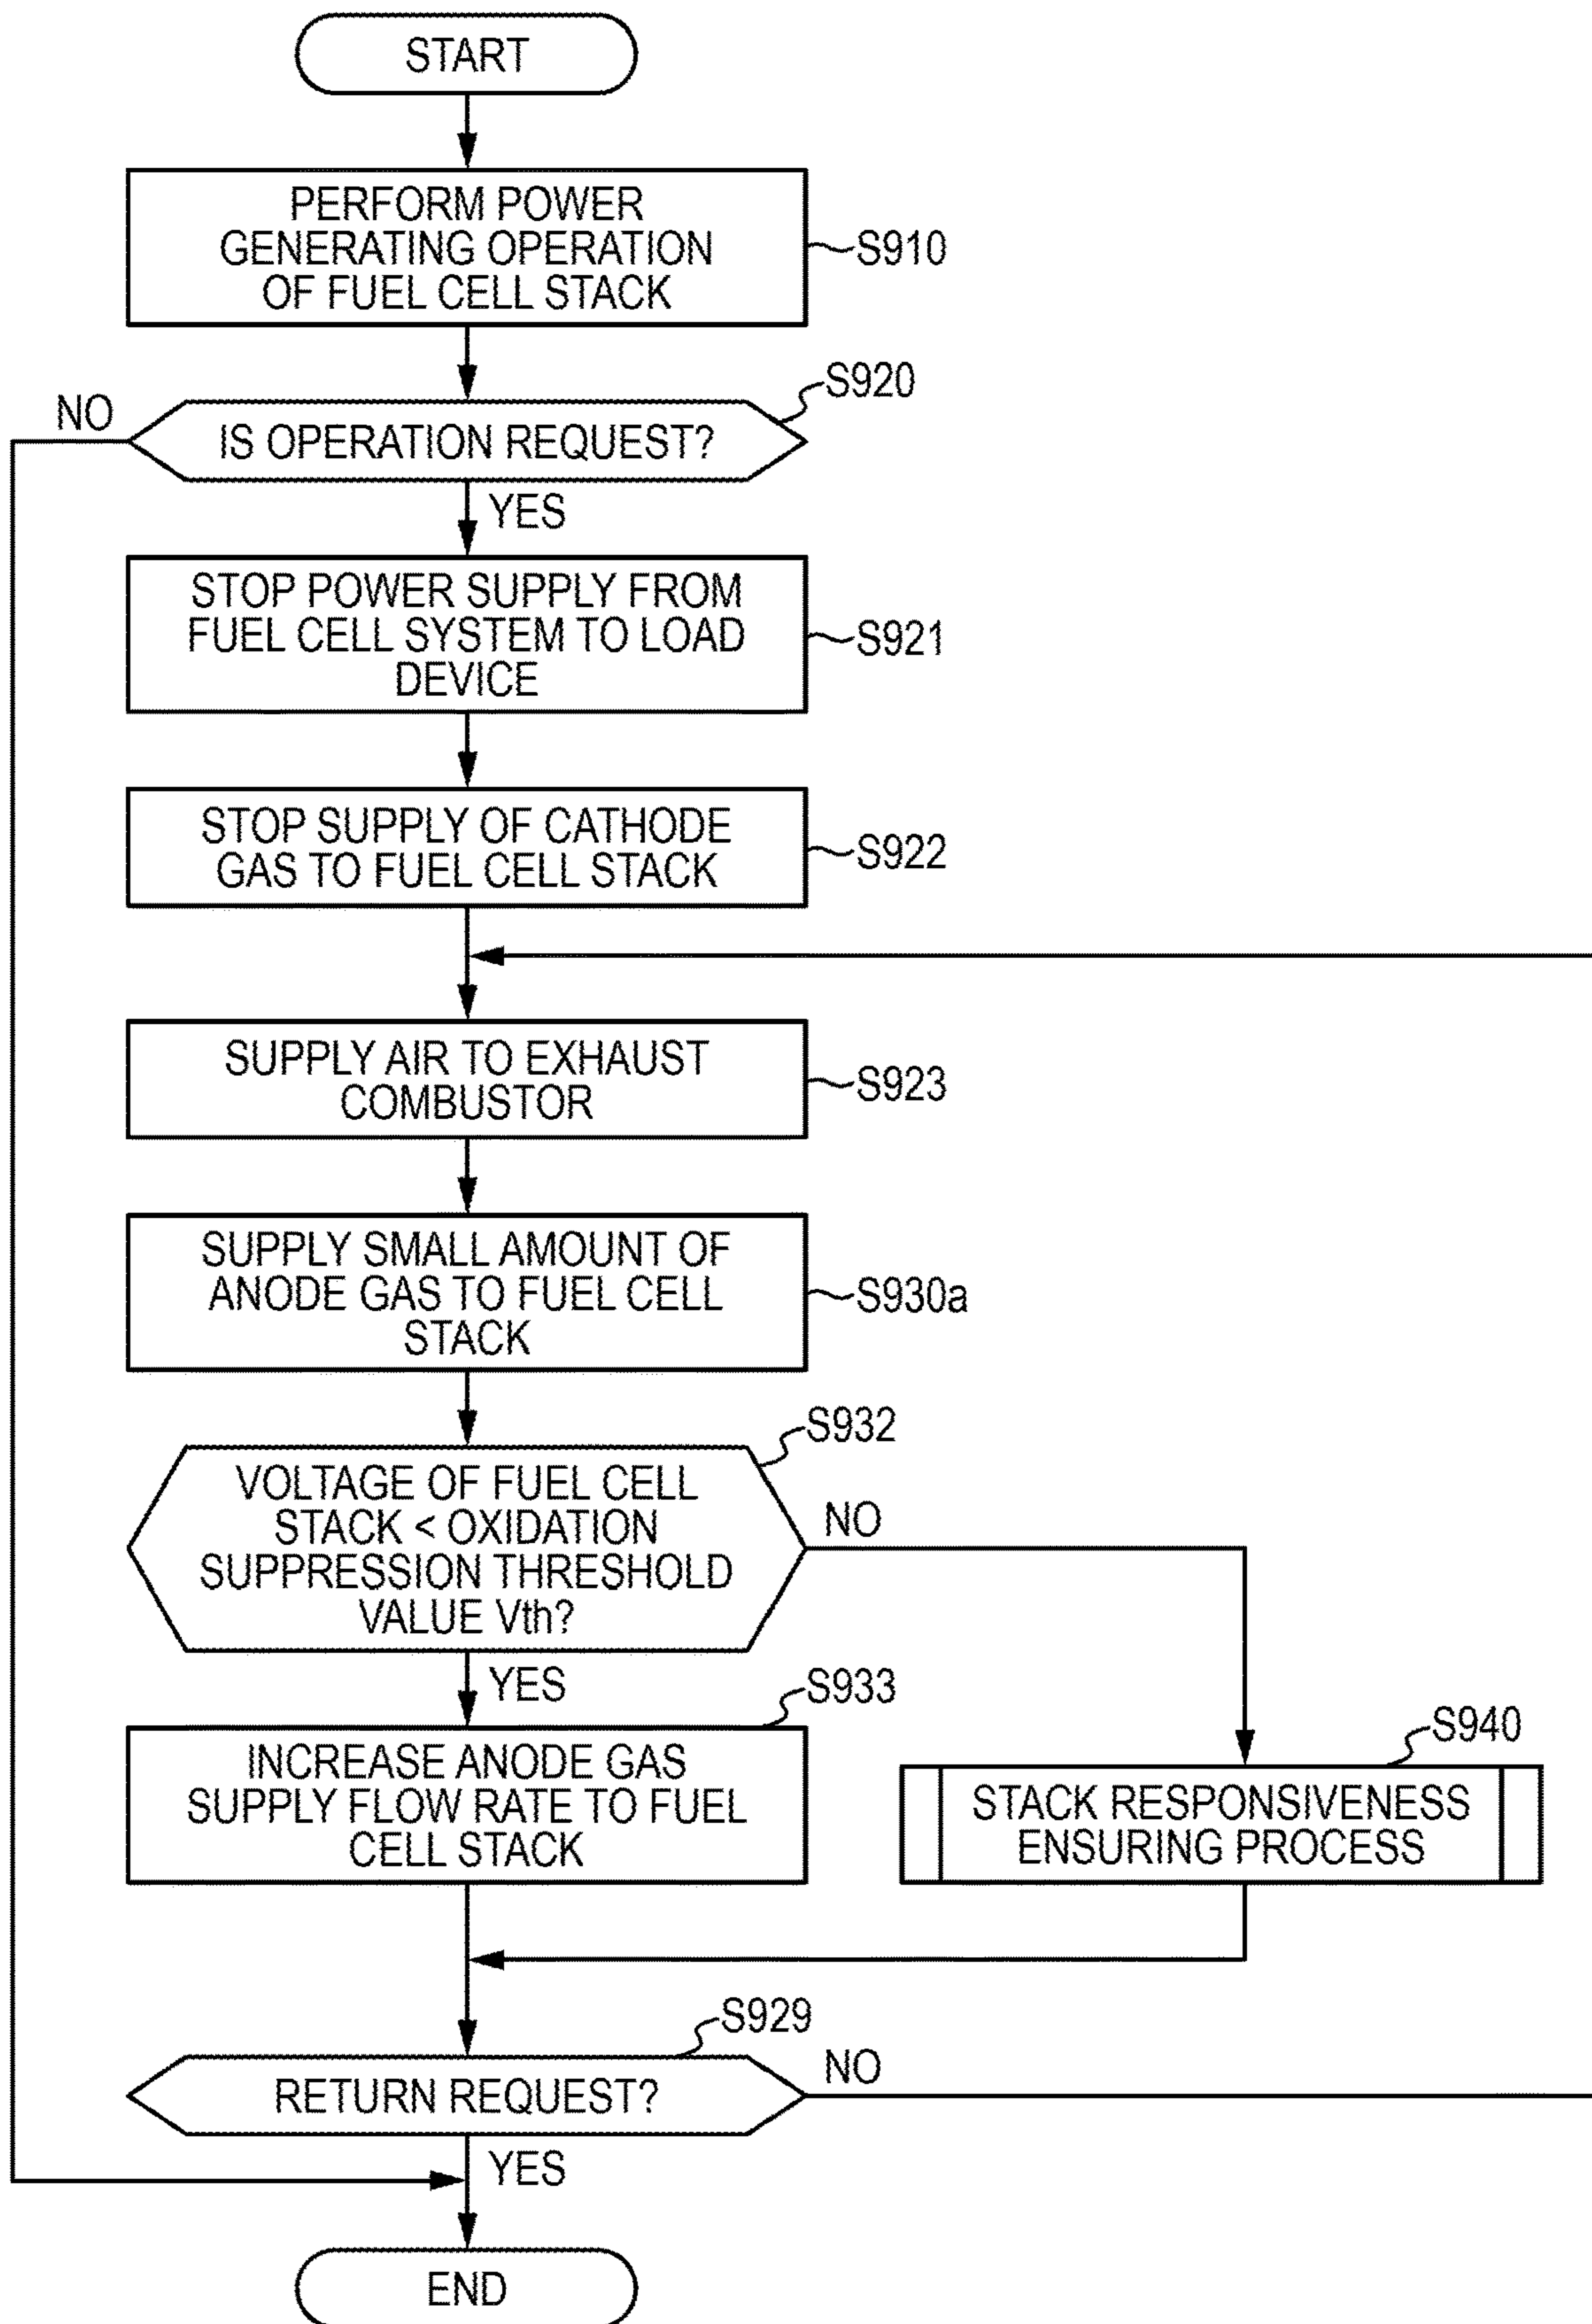 START
PERFORM POWER
GENERATING OPERATION
OF FUEL CELL STACK
S910
S920
NO
IS OPERATION REQUEST?
YES
STOP POWER SUPPLY FROM
FUEL CELL SYSTEM TO LOAD
DEVICE
S921
STOP SUPPLY OF CATHODE
GAS TO FUEL CELL STACK
S922
SUPPLY AIR TO EXHAUST
COMBUSTOR
S923
SUPPLY SMALL AMOUNT OF
ANODE GAS TO FUEL CELL
STACK
S930a
S932
VOLTAGE OF FUEL CELL
STACK < OXIDATION
SUPPRESSION THRESHOLD
VALUE Vth?
NO
YES
S933
INCREASE ANODE GAS
SUPPLY FLOW RATE TO FUEL
CELL STACK
S940
STACK RESPONSIVENESS
ENSURING PROCESS
S929
RETURN REQUEST?
NO
YES
END